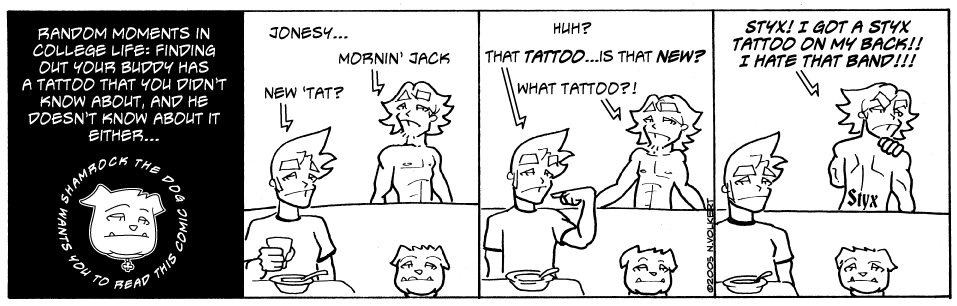 RANDOM MOMENTS IN
COLLEGE LIFE: FINDING
OUT YOUR BUDDY HAS
A TATTOO THAT YOU DIDN'T
KNOW ABOUT, AND HE
DOESN'T KNOW ABOUT IT
EITHER...
SHAMROCK THE DOG WANTS YOU TO READ THIS COMIC
JONESY...
MORNIN' JACK
NEW 'TAT?
HUH?
THAT TATTOO...IS THAT NEW?
WHAT TATTOO?!
©2005 N.VOLKERT
STYX! I GOT A STYX
TATTOO ON MY BACK!!
I HATE THAT BAND!!!
Styx